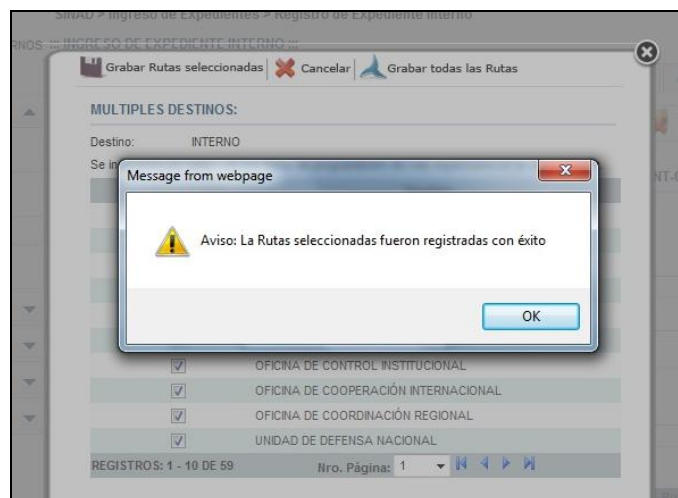 SINAD > Ingreso de Expedientes > Registro de Expediente Interno
RNOS ::: INGRESO DE EXPEDIENTE INTERNO :::
Grabar Rutas seleccionadas Cancelar Grabar todas las Rutas
MULTIPLES DESTINOS:
Destino: INTERNO
Se in
Message from webpage
Aviso: La Rutas seleccionadas fueron registradas con éxito
OK
OFICINA DE CONTROL INSTITUCIONAL
OFICINA DE COOPERACIÓN INTERNACIONAL
OFICINA DE COORDINACIÓN REGIONAL
UNIDAD DE DEFENSA NACIONAL
REGISTROS: 1 - 10 DE 59 Nro. Página: 1